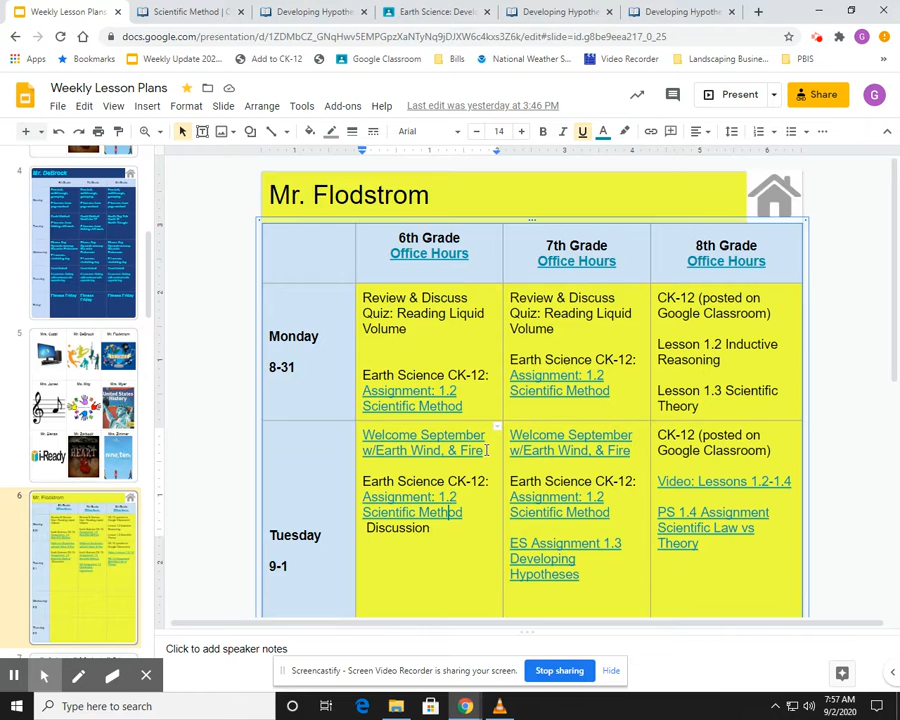 Weekly Lesson Plans
Scientific Method | C
Developing Hypothe
Earth Science: Devel
Developing Hypothe
Developing Hypothe
docs.google.com/presentation/d/1ZDMbCZ_GNqHwv5EMPGpzXaNTyNq9jDJXW6c4kxs3Z6k/edit#slide=id.g8be9eea217_0_25
G
Apps
Bookmarks
Weekly Update 202...
Add to CK-12
Google Classroom
Bills
National Weather S...
Video Recorder
Landscaping Busine...
PBIS
Weekly Lesson Plans
File Edit View Insert Format Slide Arrange Tools Add-ons Help Last edit was yesterday at 3:46 PM
Present
Share
G
Arial
14
4
Mr. DeBrock
5
i-Ready
6
Mr. Flodstrom
Mr. Flodstrom
6th Grade
Office Hours
7th Grade
Office Hours
8th Grade
Office Hours
Monday
8-31
Review & Discuss
Quiz: Reading Liquid
Volume
Earth Science CK-12:
Assignment: 1.2
Scientific Method
Review & Discuss
Quiz: Reading Liquid
Volume
Earth Science CK-12:
Assignment: 1.2
Scientific Method
CK-12 (posted on
Google Classroom)
Lesson 1.2 Inductive
Reasoning
Lesson 1.3 Scientific
Theory
Tuesday
9-1
Welcome September
w/Earth Wind, & Fire
Earth Science CK-12:
Assignment: 1.2
Scientific Method
Discussion
Welcome September
w/Earth Wind, & Fire
Earth Science CK-12:
Assignment: 1.2
Scientific Method
ES Assignment 1.3
Developing
Hypotheses
CK-12 (posted on
Google Classroom)
Video: Lessons 1.2-1.4
PS 1.4 Assignment
Scientific Law vs
Theory
Click to add speaker notes
Screencastify - Screen Video Recorder is sharing your screen.
Stop sharing
Hide
Type here to search
7:57 AM
9/2/2020